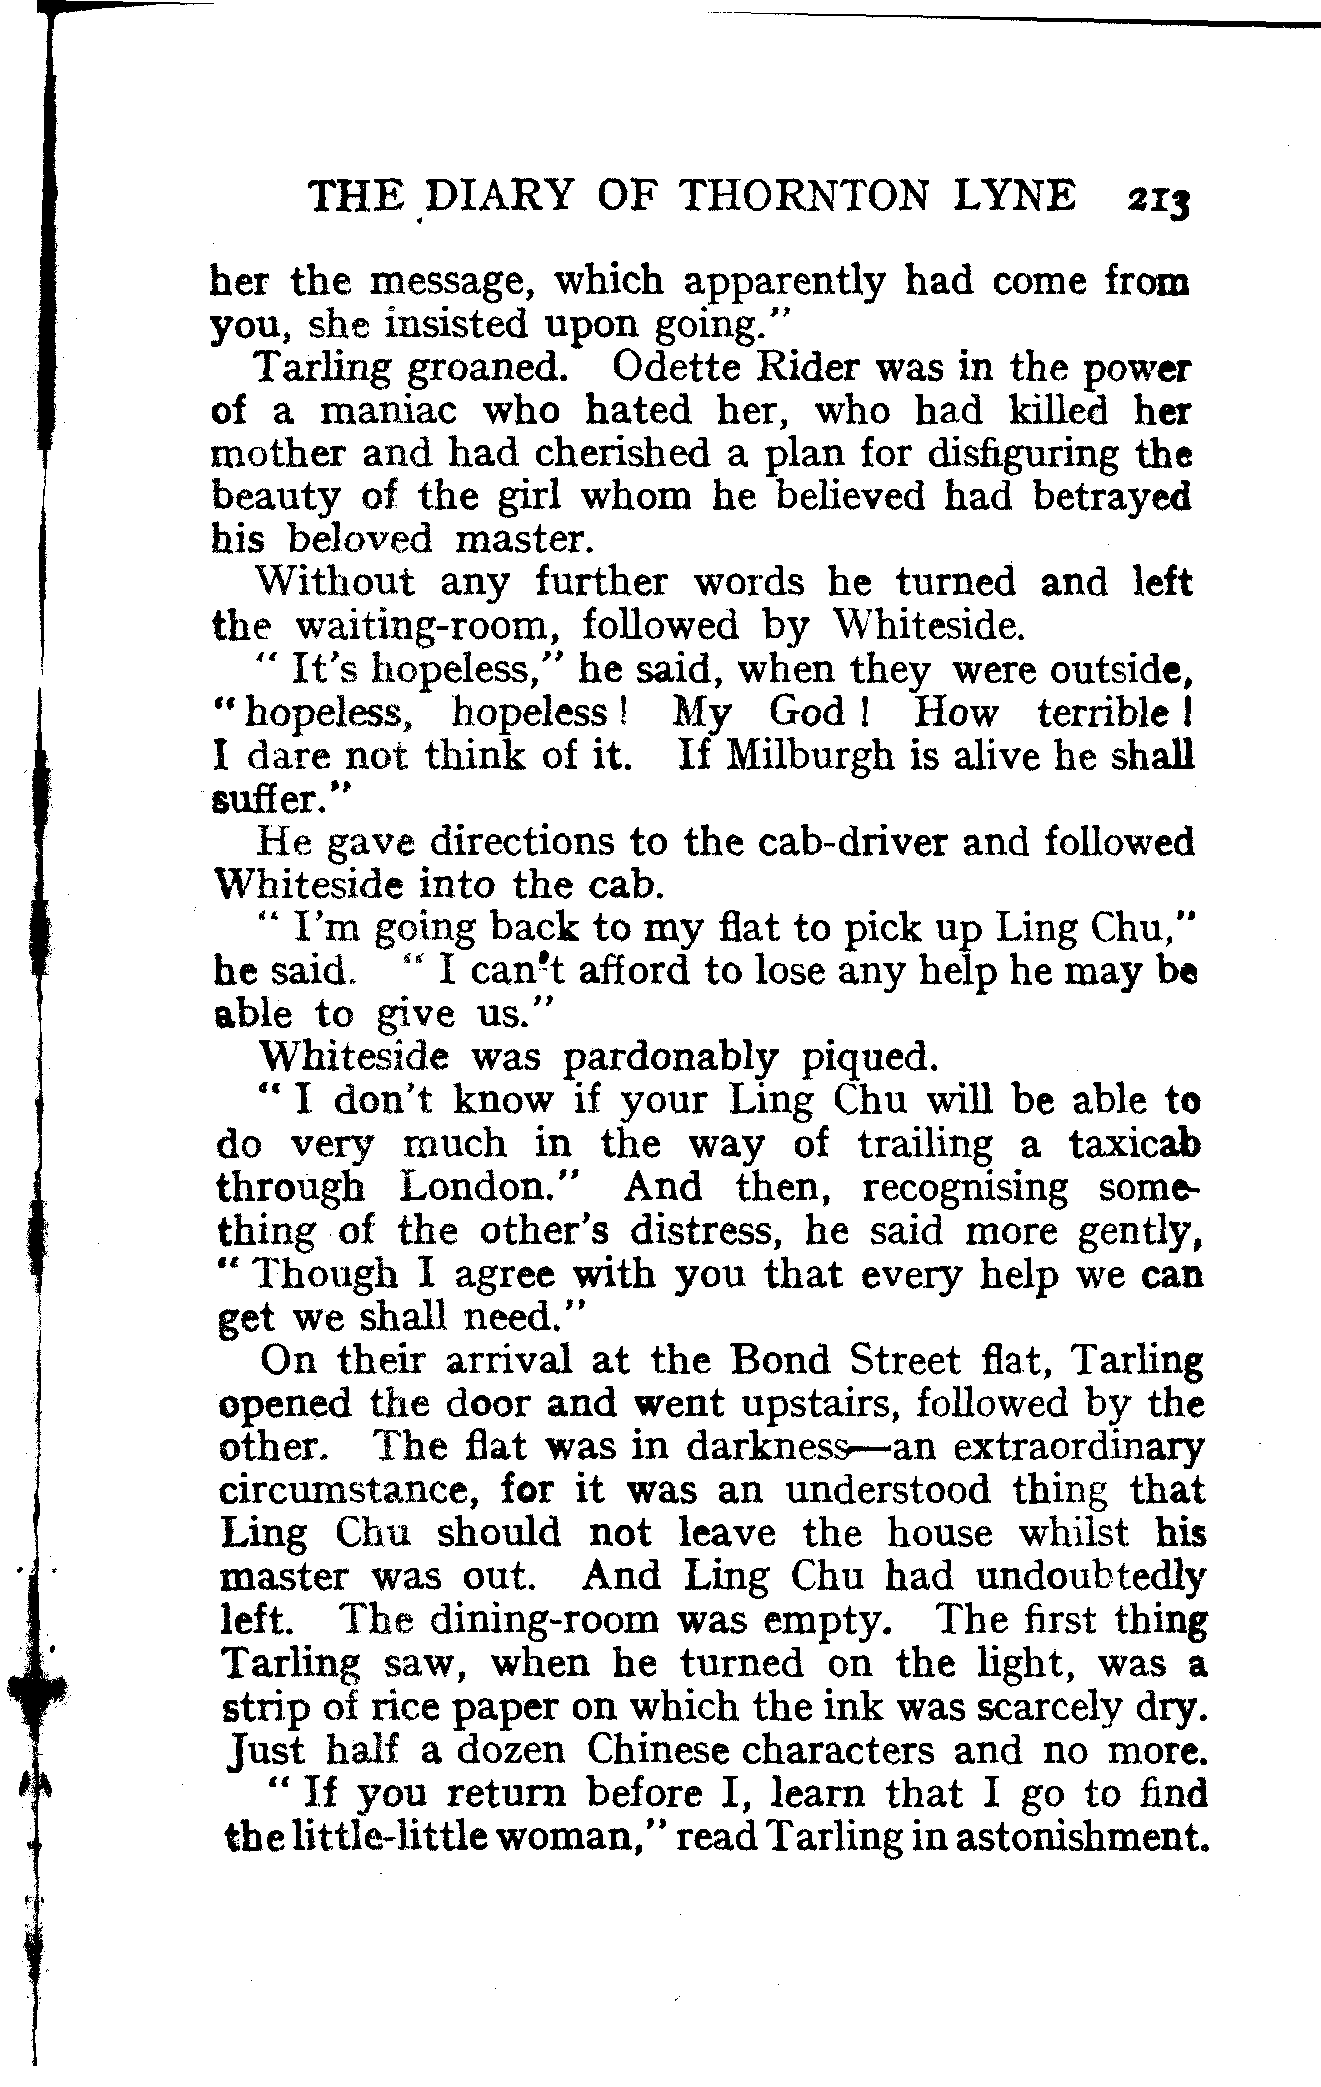 THE DIARY OF THORNTON LYNE 213
her the message, which apparently had come from
you, she insisted upon going."
Tarling groaned. Odette Rider was in the power
of a maniac who hated her, who had killed her
mother and had cherished a plan for disfiguring the
beauty of the girl whom he believed had betrayed
his beloved master.
Without any further words he turned and left
the waiting-room, followed by Whiteside.
" It's hopeless," he said, when they were outside,
" hopeless, hopeless ! My God ! How terrible !
I dare not think of it. If Milburgh is alive he shall
suffer."
He gave directions to the cab-driver and followed
Whiteside into the cab.
" I'm going back to my flat to pick up Ling Chu,"
he said. " I can't afford to lose any help he may be
able to give us."
Whiteside was pardonably piqued.
" I don't know if your Ling Chu will be able to
do very much in the way of trailing a taxicab
through London." And then, recognising some-
thing of the other's distress, he said more gently,
" Though I agree with you that every help we can
get we shall need."
On their arrival at the Bond Street flat, Tarling
opened the door and went upstairs, followed by the
other. The flat was in darkness—an extraordinary
circumstance, for it was an understood thing that
Ling Chu should not leave the house whilst his
master was out. And Ling Chu had undoubtedly
left. The dining-room was empty. The first thing
Tarling saw, when he turned on the light, was a
strip of rice paper on which the ink was scarcely dry.
Just half a dozen Chinese characters and no more.
" If you return before I, learn that I go to find
the little-little woman," read Tarling in astonishment.